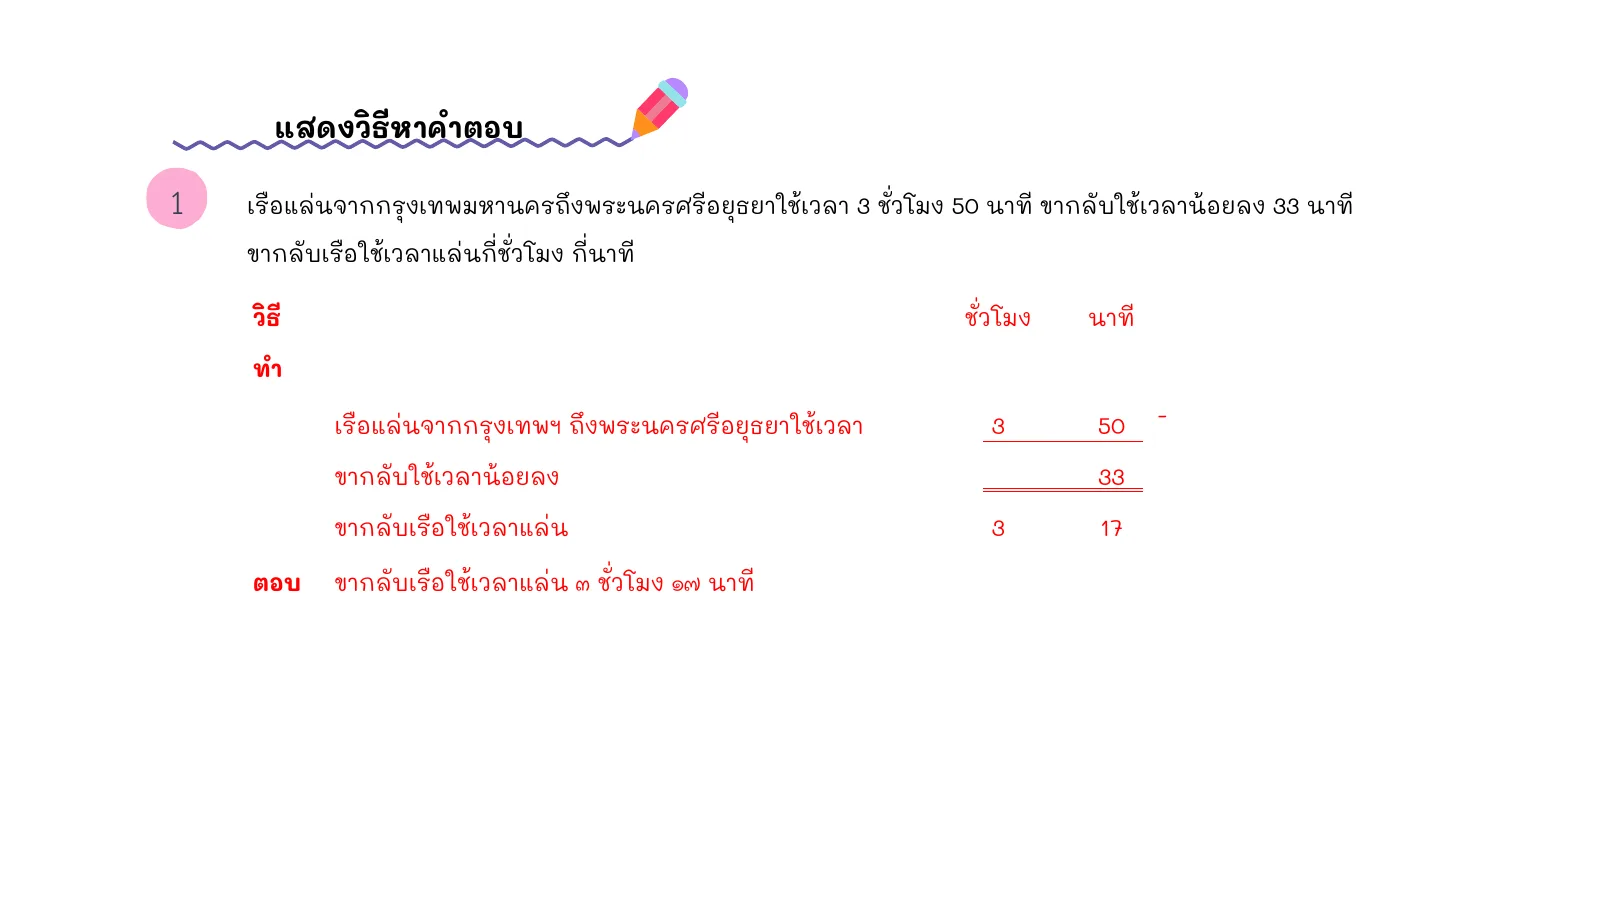 แสดงวิธีหาคำตอบ
1
เรือแล่นจากกรุงเทพมหานครถึงพระนครศรีอยุธยาใช้เวลา 3 ชั่วโมง 50 นาที ขากลับใช้เวลาน้อยลง 33 นาที
ขากลับเรือใช้เวลาแล่นกี่ชั่วโมง กี่นาที
วิธี ชั่วโมง นาที
ทำ
เรือแล่นจากกรุงเทพฯ ถึงพระนครศรีอยุธยาใช้เวลา 3 50 -
ขากลับใช้เวลาน้อยลง 33
ขากลับเรือใช้เวลาแล่น 3 17
ตอบ ขากลับเรือใช้เวลาแล่น ๓ ชั่วโมง ๑๗ นาที